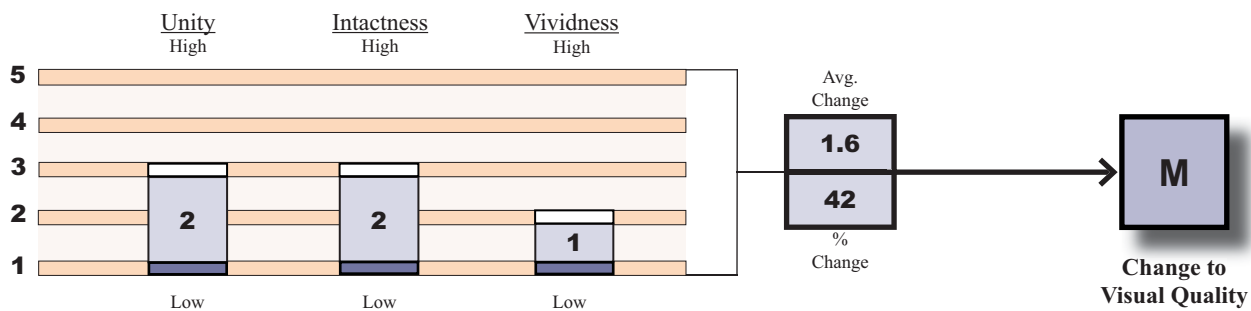 Unity
High
Intactness
High
Vividness
High
5
4
3
2
1
2
2
1
Low
Low
Low
Avg.
Change
1.6
42
%
Change
M
Change to
Visual Quality